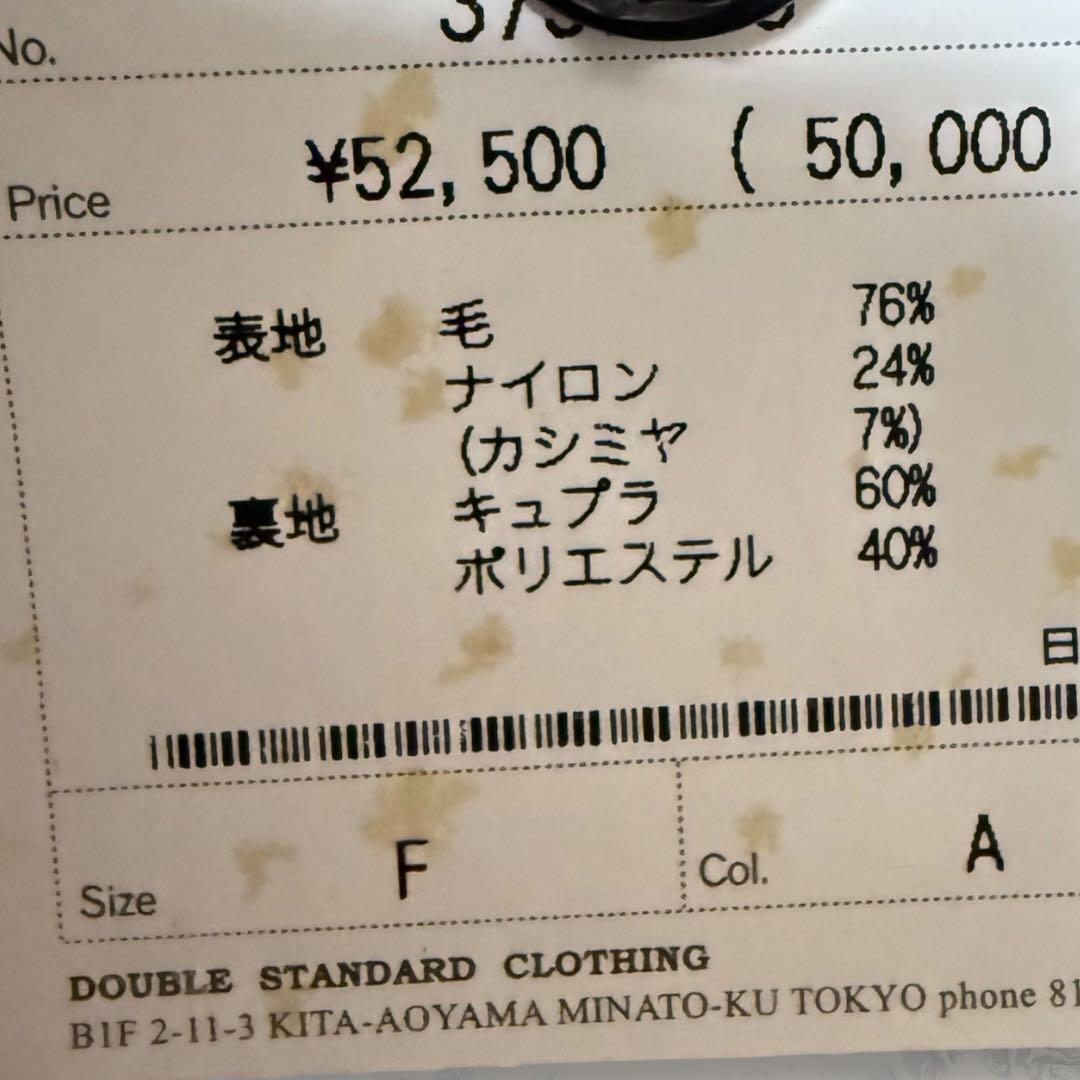 No.
Price ¥52,500 ( 50,000
表地 毛 76%
ナイロン 24%
(カシミヤ 7%)
裏地 キュプラ 60%
ポリエステル 40%
日
Size F Col. A
DOUBLE STANDARD CLOTHING
B1F 2-11-3 KITA-AOYAMA MINATO-KU TOKYO phone 81